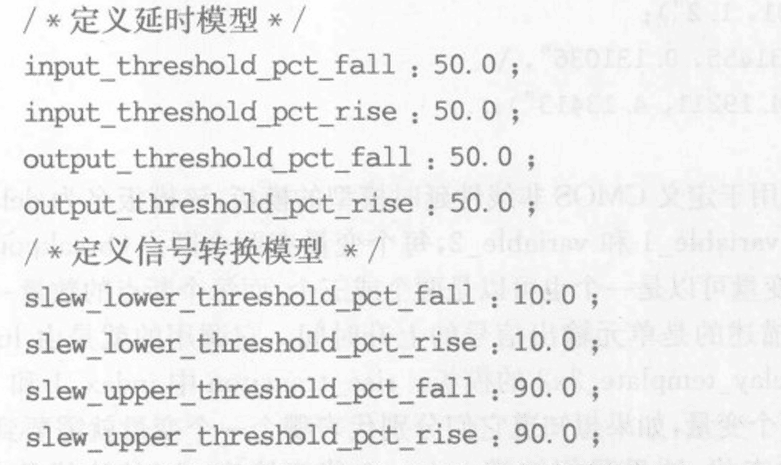 / * 定义延时模型 * /
input_threshold_pct_fall : 50.0 ;
input_threshold_pct_rise : 50.0 ;
output_threshold_pct_fall : 50.0 ;
output_threshold_pct_rise : 50.0 ;
/ * 定义信号转换模型 * /
slew_lower_threshold_pct_fall : 10.0 ;
slew_lower_threshold_pct_rise : 10.0 ;
slew_upper_threshold_pct_fall : 90.0 ;
slew_upper_threshold_pct_rise : 90.0 ;